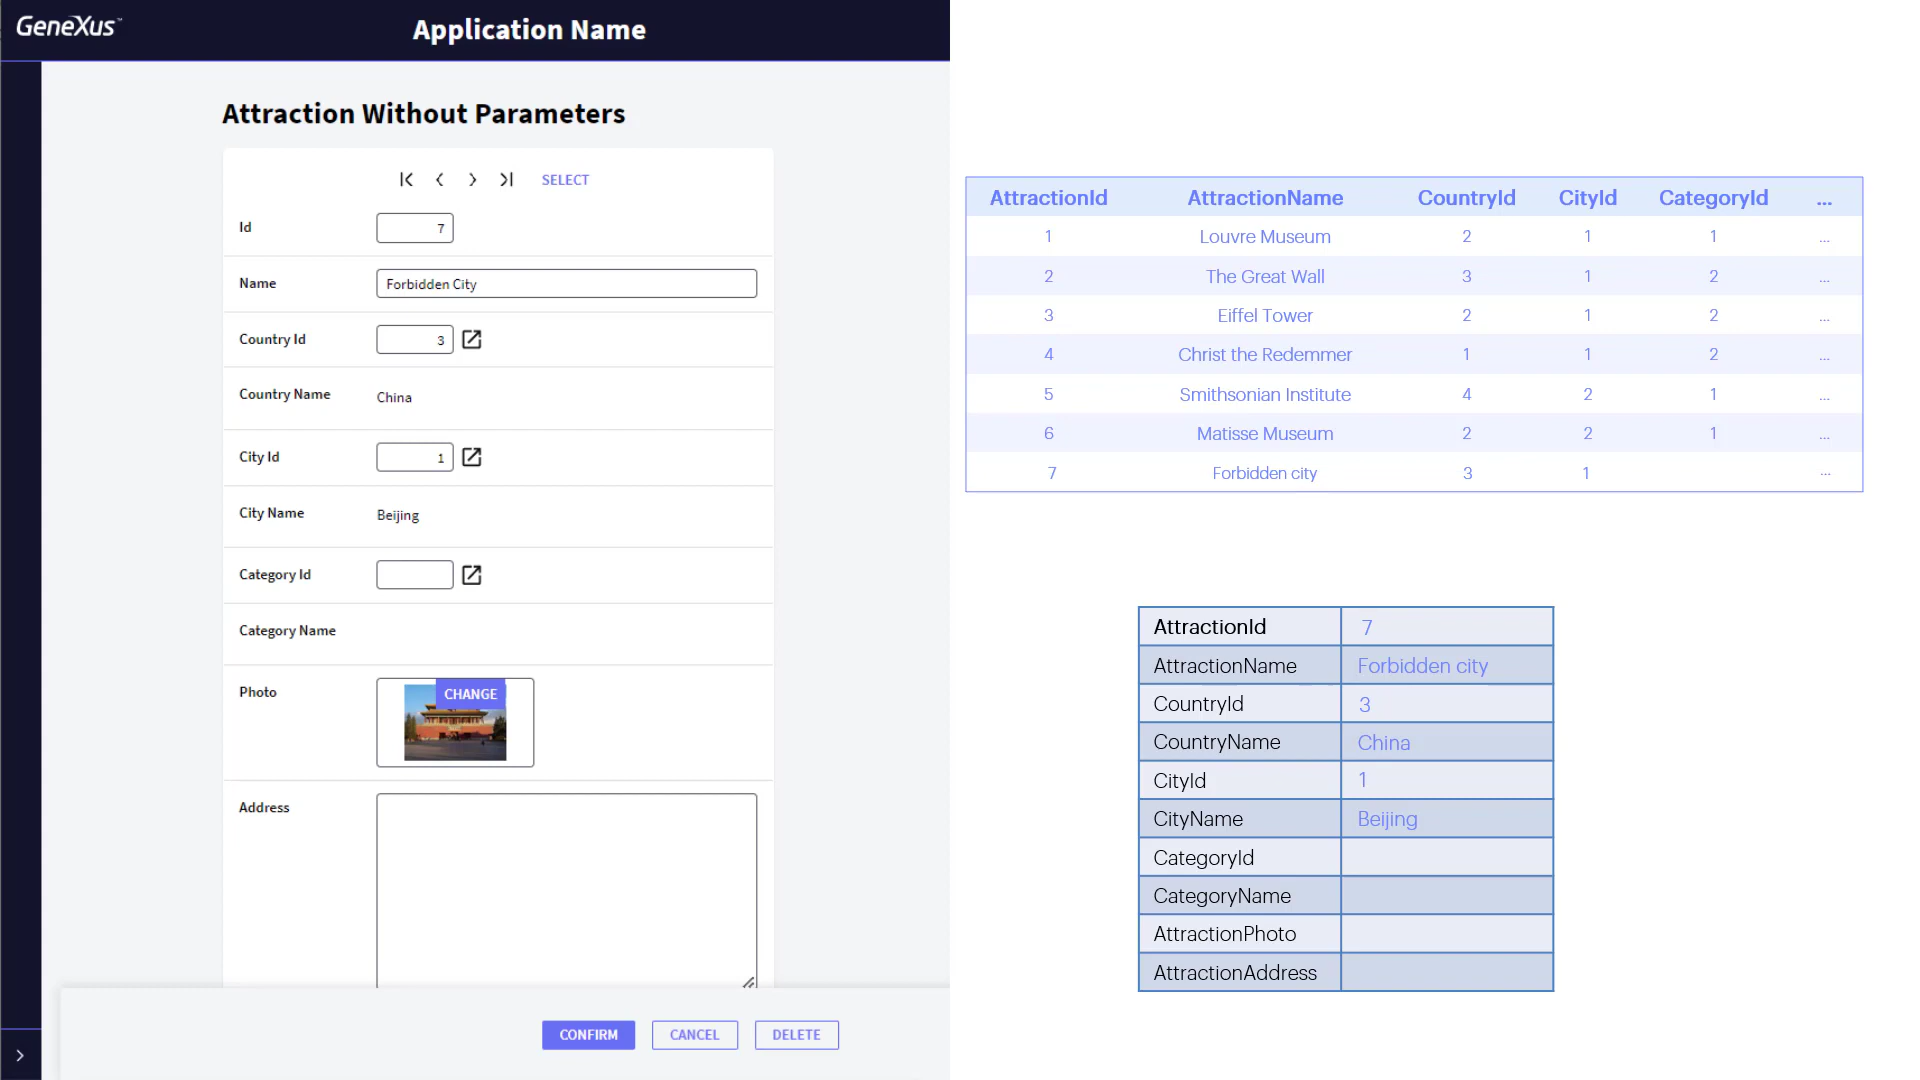 GeneXus™
Application Name
Attraction Without Parameters
SELECT
Id 7
Name Forbidden City
Country Id 3
Country Name China
City Id 1
City Name Beijing
Category Id
Category Name
Photo CHANGE
Address
CONFIRM CANCEL DELETE
AttractionId AttractionName CountryId CityId CategoryId ...
1 Louvre Museum 2 1 1 ...
2 The Great Wall 3 1 2 ...
3 Eiffel Tower 2 1 2 ...
4 Christ the Redemmer 1 1 2 ...
5 Smithsonian Institute 4 2 1 ...
6 Matisse Museum 2 2 1 ...
7 Forbidden city 3 1 ...
AttractionId 7
AttractionName Forbidden city
CountryId 3
CountryName China
CityId 1
CityName Beijing
CategoryId
CategoryName
AttractionPhoto
AttractionAddress